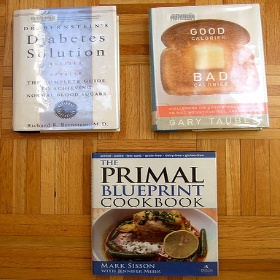 DR. BERNSTEIN'S
Diabetes
Solution
THE COMPLETE GUIDE
TO ACHIEVING
NORMAL BLOOD SUGARS
Richard K. Bernstein, M.D.
GOOD
CALORIES
BAD
CALORIES
GARY TAUBES
THE
PRIMAL
BLUEPRINT
COOKBOOK
MARK SISSON
WITH JENNIFER MEIER